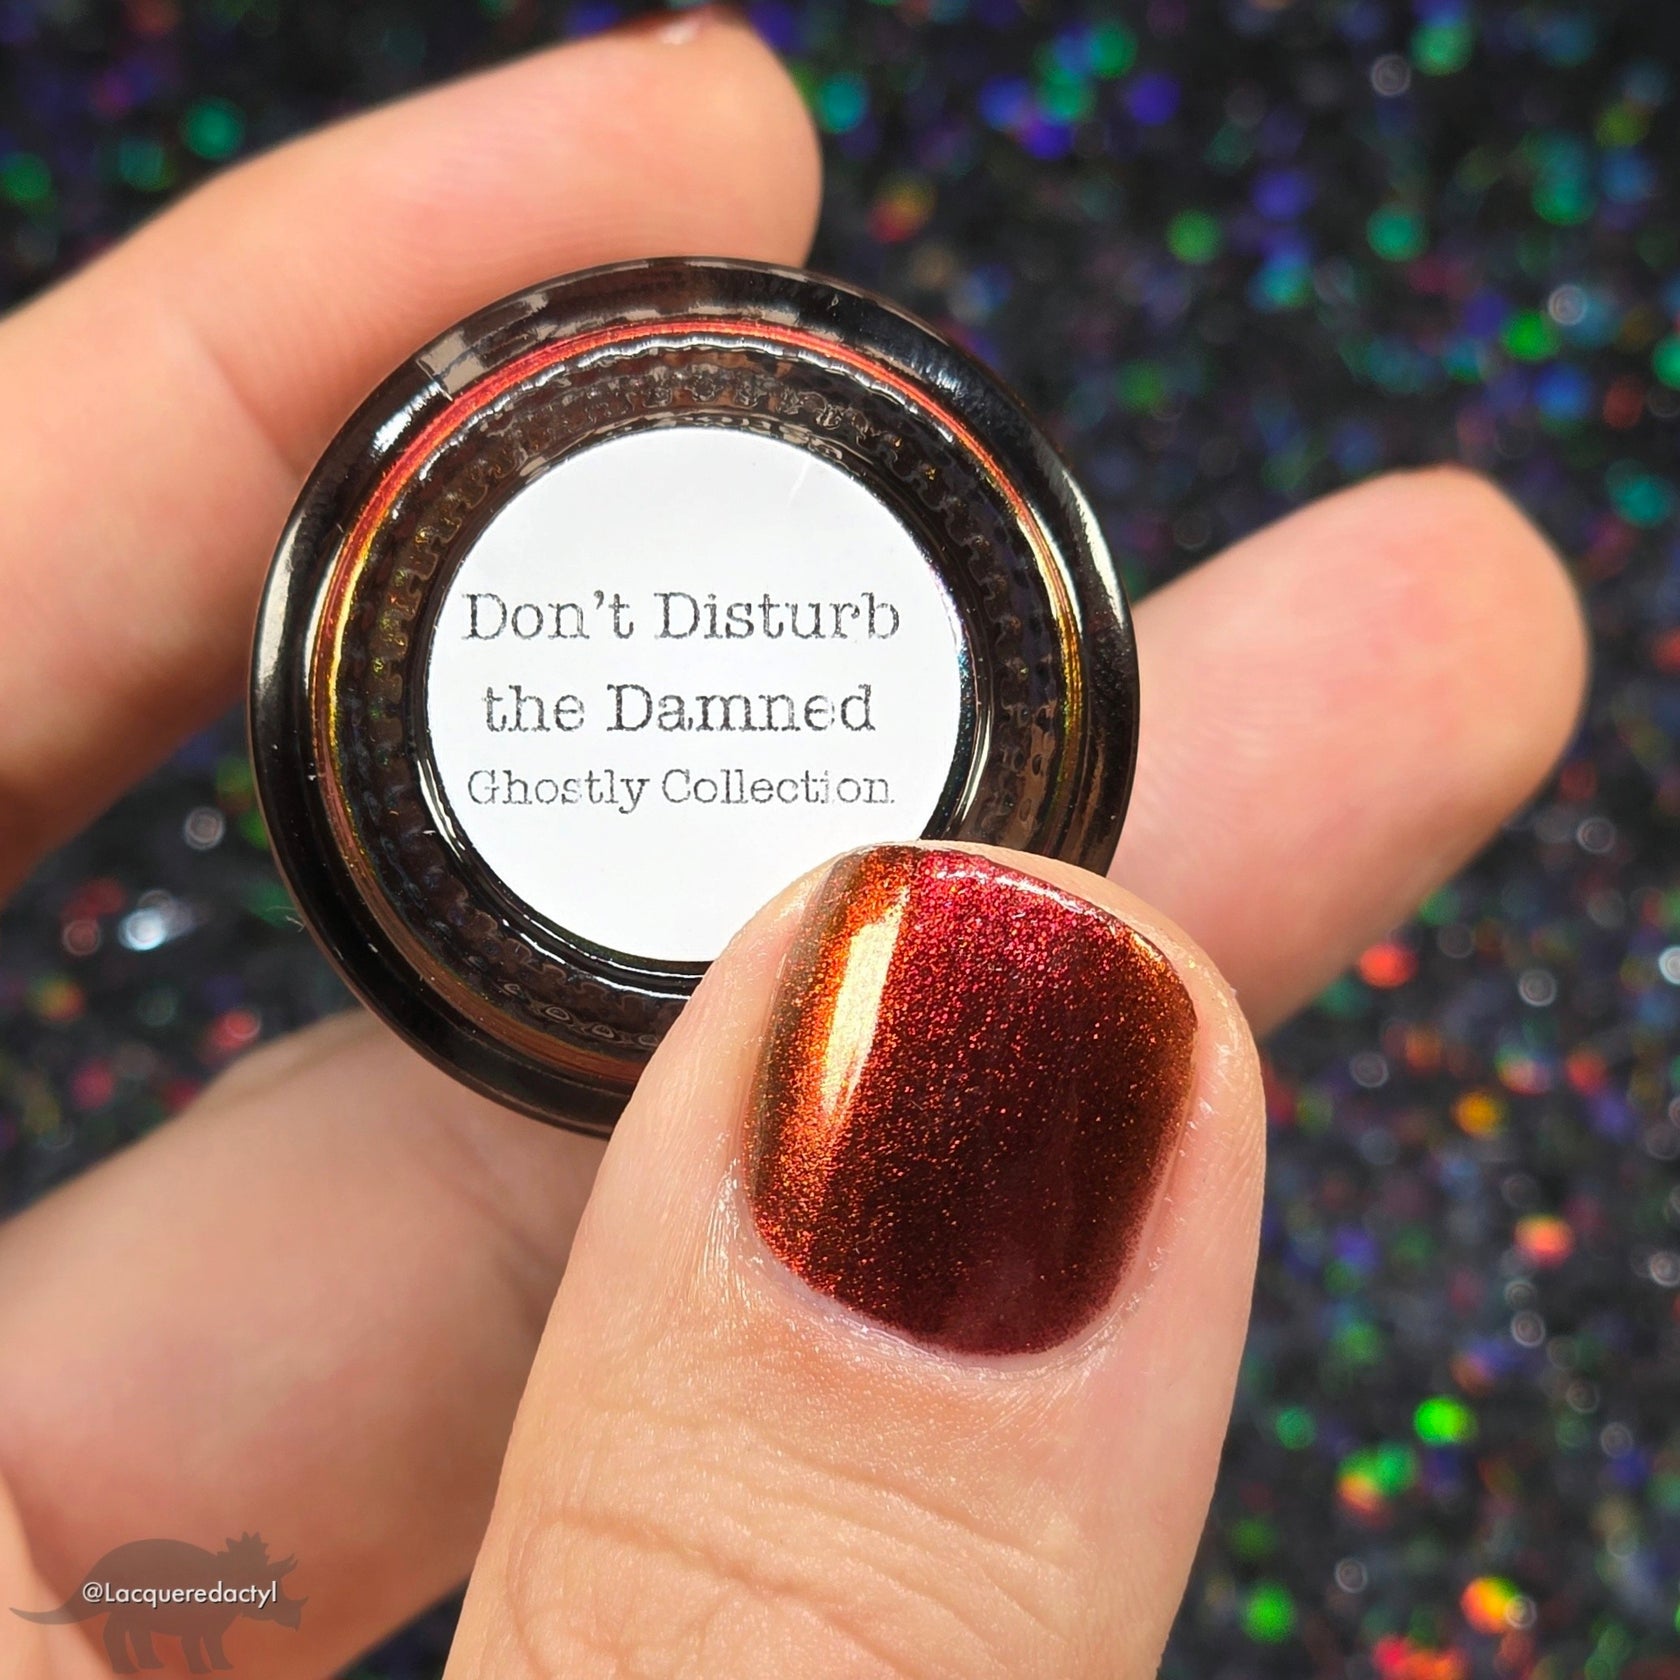 Don't Disturb
the Damned
Ghostly Collection
@Lacqueredactyl